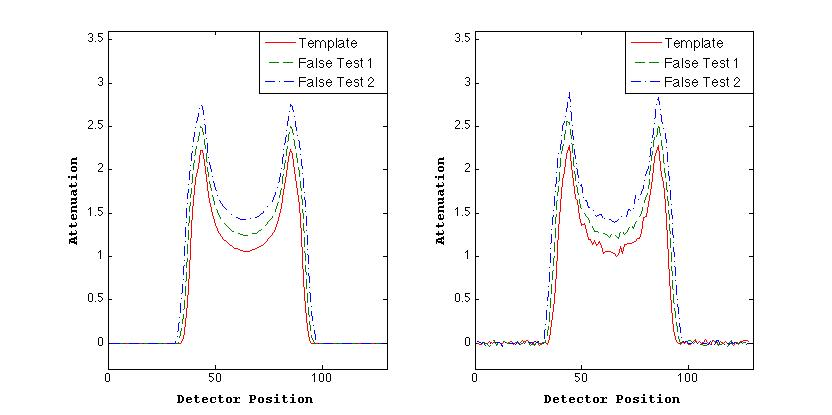 3.5
3
2.5
2
1.5
1
0.5
0
0
50
100
Attenuation
Detector Position
Template
False Test 1
False Test 2
3.5
3
2.5
2
1.5
1
0.5
0
0
50
100
Attenuation
Detector Position
Template
False Test 1
False Test 2